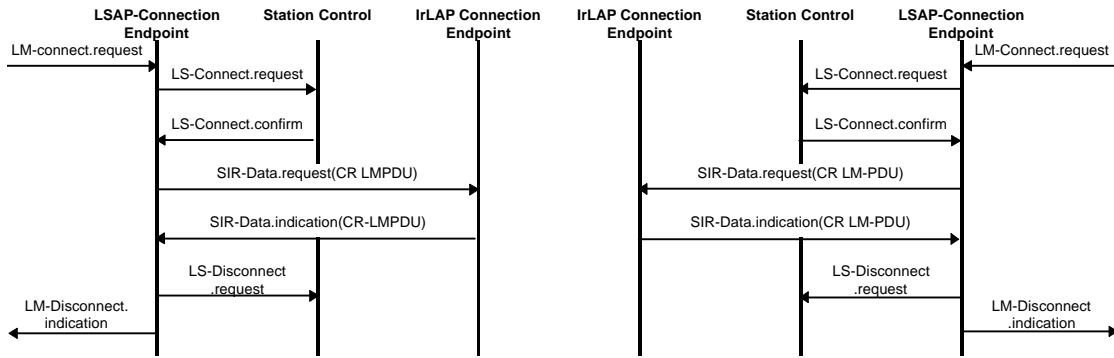 LSAP-Connection Station Control IrLAP Connection IrLAP Connection Station Control LSAP-Connection
Endpoint Endpoint Endpoint Endpoint
LM-connect.request LM-Connect.request
LS-Connect.request LS-Connect.request
LS-Connect.confirm LS-Connect.confirm
SIR-Data.request(CR LMPDU) SIR-Data.request(CR LM-PDU)
SIR-Data.indication(CR-LMPDU) SIR-Data.indication(CR LM-PDU)
LS-Disconnect LS-Disconnect
.request .request
LM-Disconnect. LM-Disconnect
indication .indication